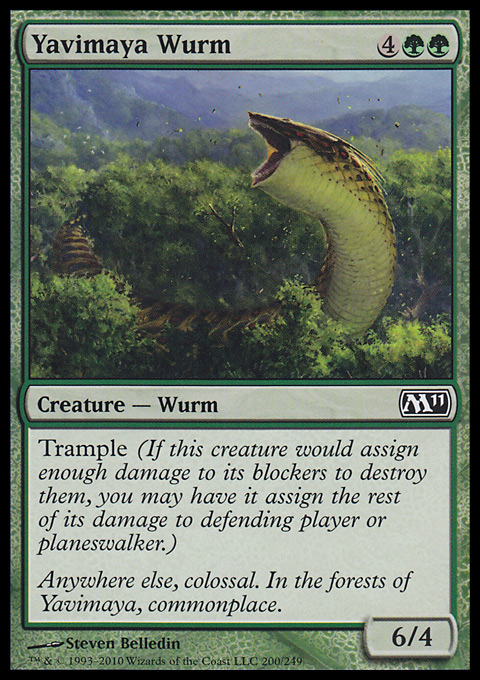 Yavimaya Wurm 4
Creature — Wurm M11
Trample (If this creature would assign
enough damage to its blockers to destroy
them, you may have it assign the rest
of its damage to defending player or
planeswalker.)
Anywhere else, colossal. In the forests of
Yavimaya, commonplace.
Steven Belledin
6/4
™ & © 1993–2010 Wizards of the Coast LLC 200/249